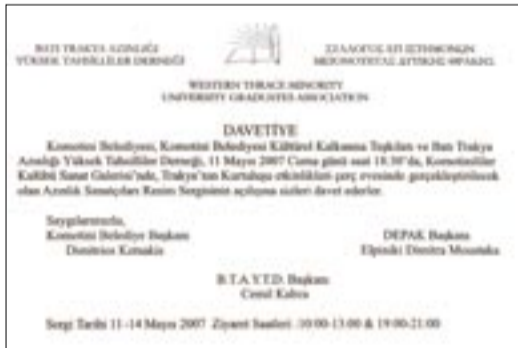 BATI TRAKYA AZINLIĞI
YÜKSEK TAHSİLLİLER DERNEĞİ
ΣΥΛΛΟΓΟΣ ΕΠΙΣΤΗΜΟΝΩΝ
ΜΕΙΟΝΟΤΗΤΑΣ ΔΥΤΙΚΗΣ ΘΡΑΚΗΣ
WESTERN THRACE MINORITY
UNIVERSITY GRADUATES ASSOCIATION
DAVETİYE
Komotini Belediyesi, Komotini Belediyesi Kültürel Kalkınma Teşkilatı ve Batı Trakya
Azınlığı Yüksek Tahsilliler Derneği, 11 Mayıs 2007 Cuma günü saat 18:30'da, Komotinililer
Kulübü Sanat Galerisi'nde, Trakya'nın Kurtuluşu etkinlikleri çerçevesinde gerçekleştirilecek
olan Azınlık Sanatçıları Resim Sergisinin açılışına sizleri davet ederler.
Saygılarımızla,
Komotini Belediye Başkanı
Dimitrios Kotsakis
DEPAK Başkanı
Elpiniki Dimitra Moustaka
B.T.A.Y.T.D. Başkanı
Cemil Kabza
Sergi Tarihi 11-14 Mayıs 2007 Ziyaret Saatleri 10:00-13:00 & 19:00-21:00